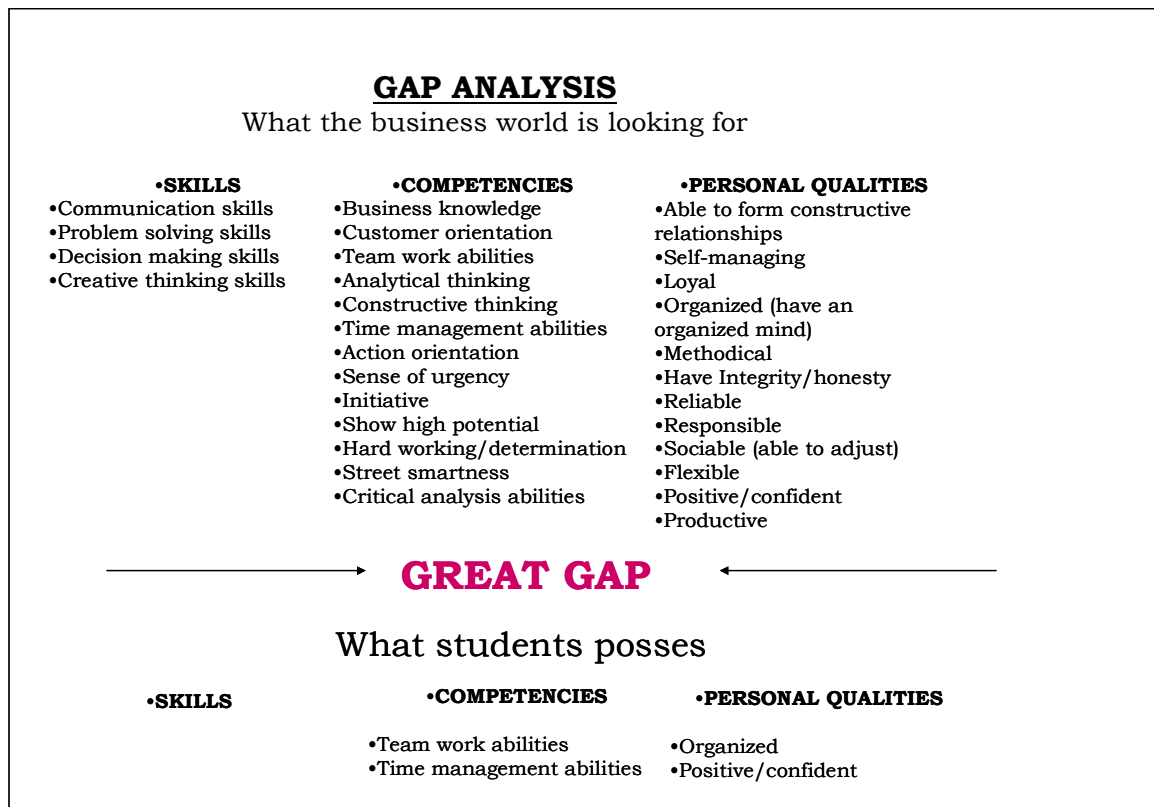 GAP ANALYSIS
What the business world is looking for
•SKILLS
•Communication skills
•Problem solving skills
•Decision making skills
•Creative thinking skills
•COMPETENCIES
•Business knowledge
•Customer orientation
•Team work abilities
•Analytical thinking
•Constructive thinking
•Time management abilities
•Action orientation
•Sense of urgency
•Initiative
•Show high potential
•Hard working/determination
•Street smartness
•Critical analysis abilities
•PERSONAL QUALITIES
•Able to form constructive
relationships
•Self-managing
•Loyal
•Organized (have an
organized mind)
•Methodical
•Have Integrity/honesty
•Reliable
•Responsible
•Sociable (able to adjust)
•Flexible
•Positive/confident
•Productive
GREAT GAP
What students posses
•SKILLS
•COMPETENCIES
•Team work abilities
•Time management abilities
•PERSONAL QUALITIES
•Organized
•Positive/confident